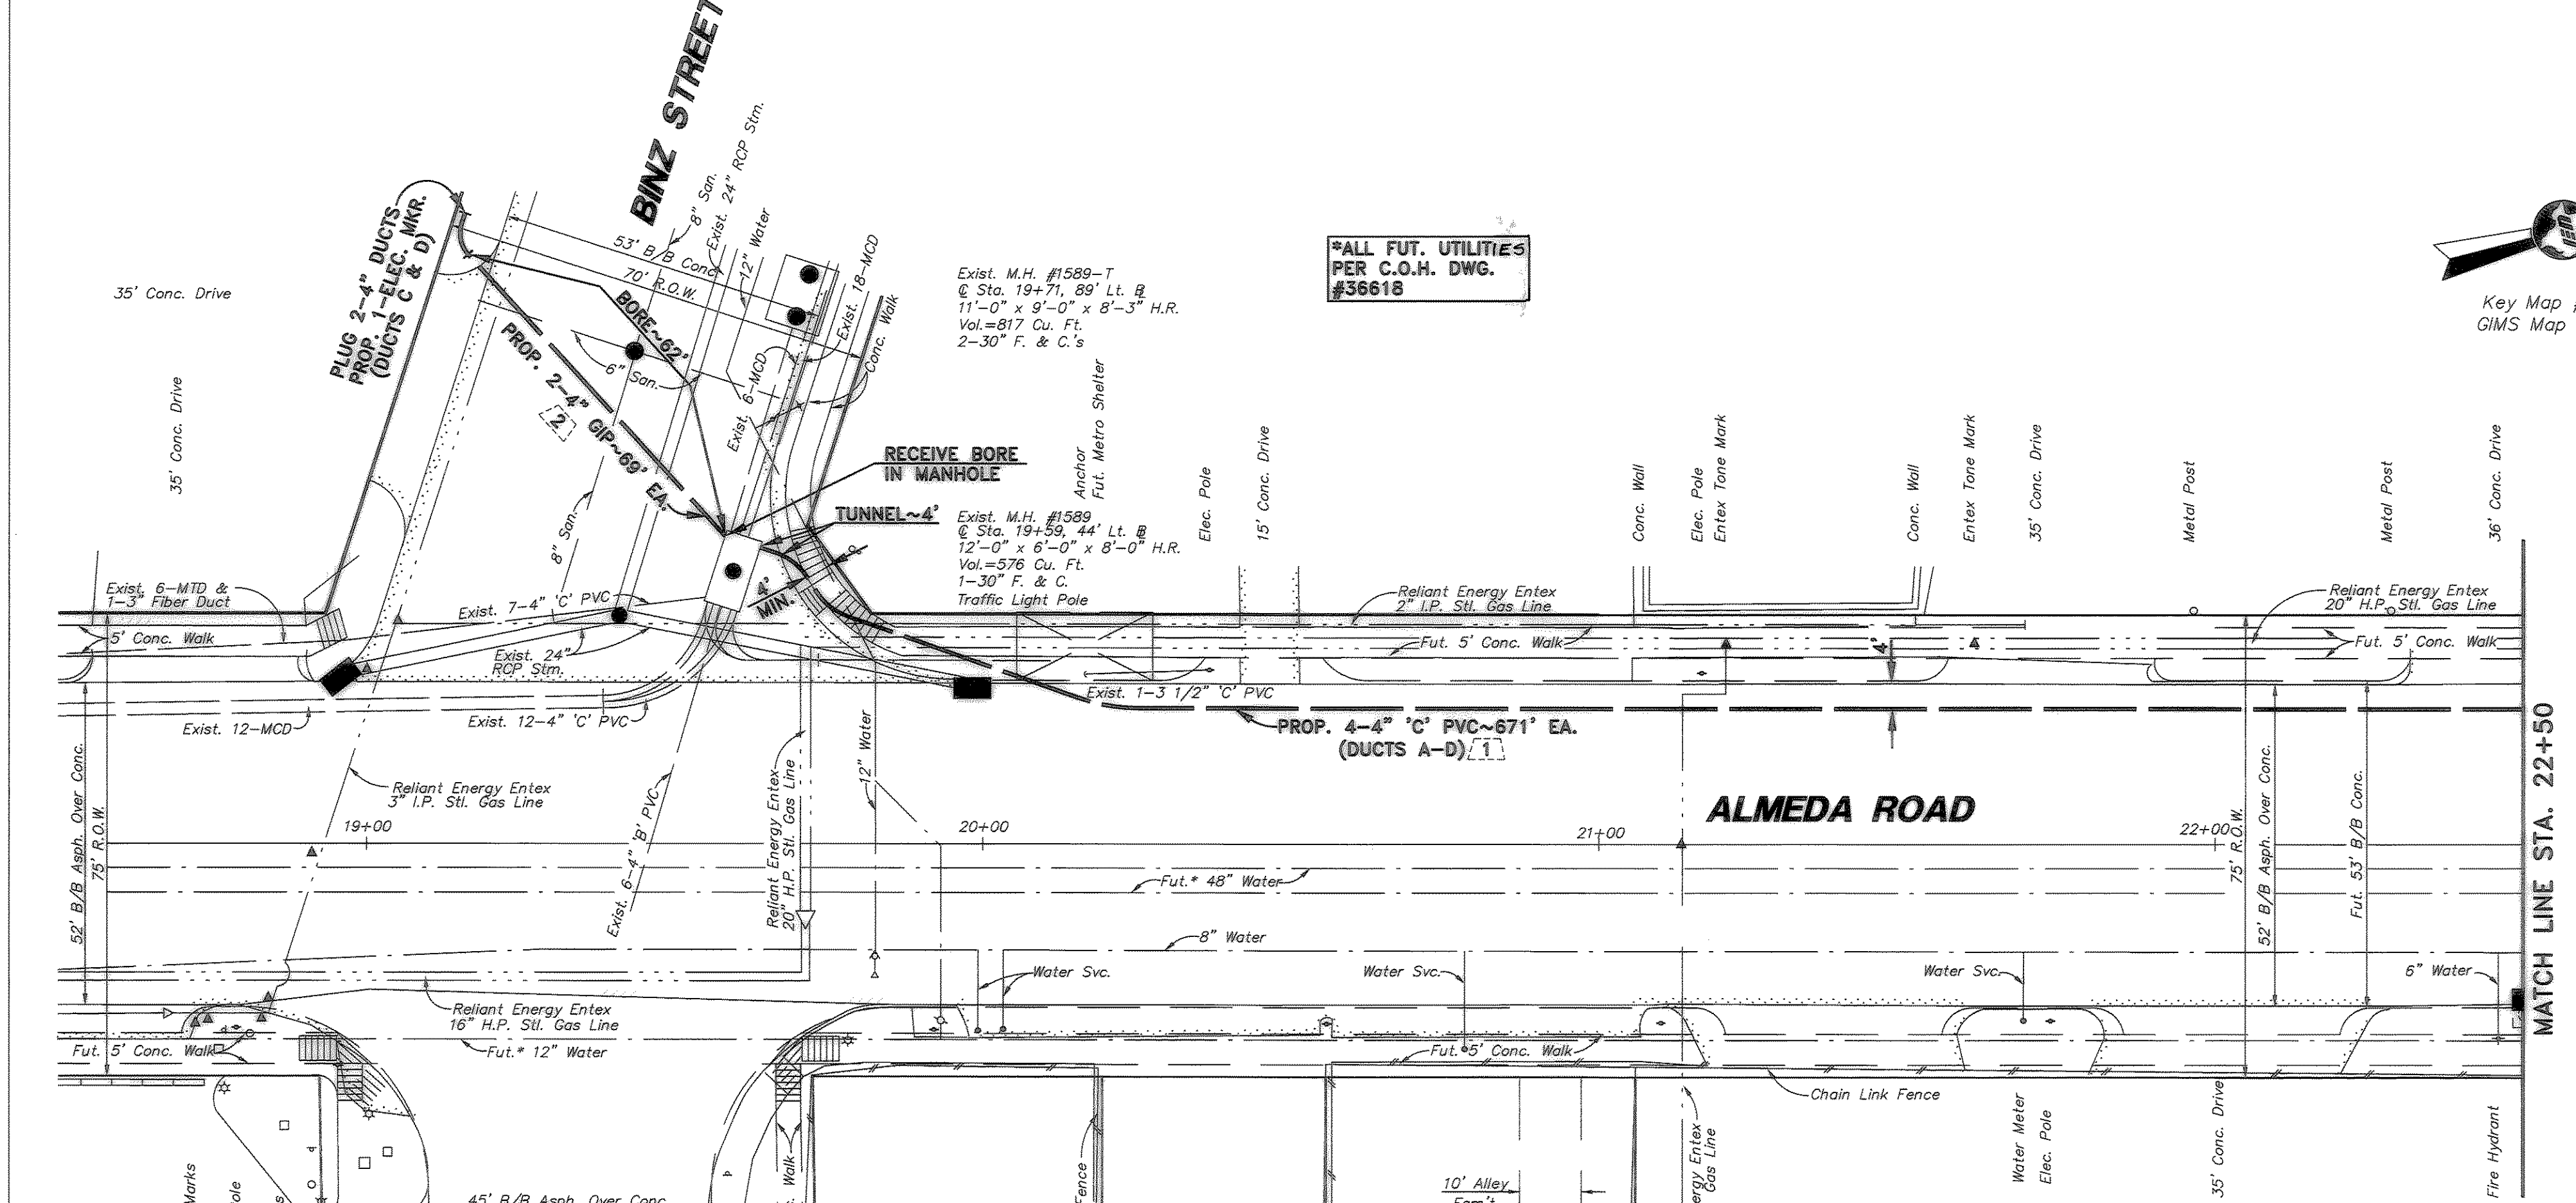 BINZ STREET
8" San.
Exist. 24" RCP Stm.
12" Water
53' B/B Conc.
70' R.O.W.
PLUG 2-4" DUCTS
PROP. 1-ELEC. MKR.
(DUCTS C & D)
35' Conc. Drive
35' Conc. Drive
BORE~62'
6" San.
PROP. 2-4" GIP~69' EA.
2
8" San.
Exist. 6-MCD
Exist. 18-MCD
Conc. Walk
Exist. M.H. #1589-T
℄ Sta. 19+71, 89' Lt. BL
11'-0" x 9'-0" x 8'-3" H.R.
Vol.=817 Cu. Ft.
2-30" F. & C.'s
*ALL FUT. UTILITIES
PER C.O.H. DWG.
#36618
Key Map
GIMS Map
RECEIVE BORE
IN MANHOLE
TUNNEL~4'
Exist. M.H. #1589
℄ Sta. 19+59, 44' Lt. BL
12'-0" x 6'-0" x 8'-0" H.R.
Vol.=576 Cu. Ft.
1-30" F. & C.
Traffic Light Pole
4'
MIN.
Anchor
Fut. Metro Shelter
Elec. Pole
15' Conc. Drive
Conc. Wall
Elec. Pole
Entex Tone Mark
Conc. Wall
Entex Tone Mark
35' Conc. Drive
Metal Post
Metal Post
36' Conc. Drive
Exist. 6-MTD &
1-3" Fiber Duct
5' Conc. Walk
Exist. 7-4" 'C' PVC
Exist. 24"
RCP Stm.
Exist. 12-MCD
Exist. 12-4" 'C' PVC
Reliant Energy Entex
2" I.P. Stl. Gas Line
Fut. 5' Conc. Walk
4'
Reliant Energy Entex
20" H.P. Stl. Gas Line
Fut. 5' Conc. Walk
Exist. 1-3 1/2" 'C' PVC
PROP. 4-4" 'C' PVC~671' EA.
(DUCTS A-D) 1
Reliant Energy Entex
3" I.P. Stl. Gas Line
Exist. 6-4" 'B' PVC
Reliant Energy Entex
20" H.P. Stl. Gas Line
12" Water
ALMEDA ROAD
52' B/B Asph. Over Conc.
75' R.O.W.
19+00
20+00
21+00
22+00
75' R.O.W.
52' B/B Asph. Over Conc.
Fut. 53' B/B Conc.
MATCH LINE STA. 22+50
Fut.* 48" Water
8" Water
Water Svc.
Water Svc.
Water Svc.
6" Water
Reliant Energy Entex
16" H.P. Stl. Gas Line
Fut.* 12" Water
Fut. 5' Conc. Walk
Fut. 5' Conc. Walk
Chain Link Fence
Marks
Walk
Fence
10' Alley
Gas Line
Water Meter
Elec. Pole
35' Conc. Drive
Fire Hydrant
45' B/B Asph. Over Conc.